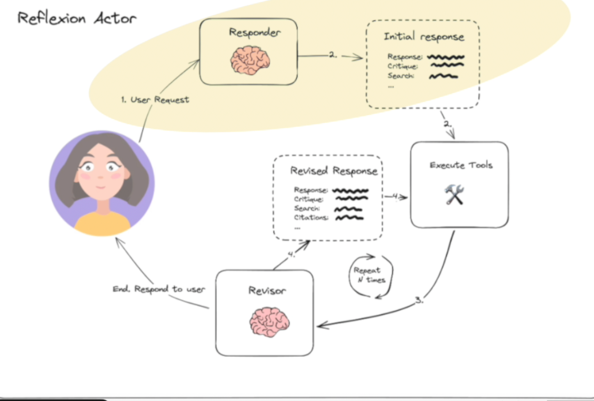 Reflexion Actor
Responder
2.
Initial response
Response:
Critique:
Search:
...
1. User Request
2.
Execute Tools
Revised Response
Response:
Critique:
Search:
Citations:
...
4.
4.
Repeat
N times
3.
End. Respond to user
Revisor